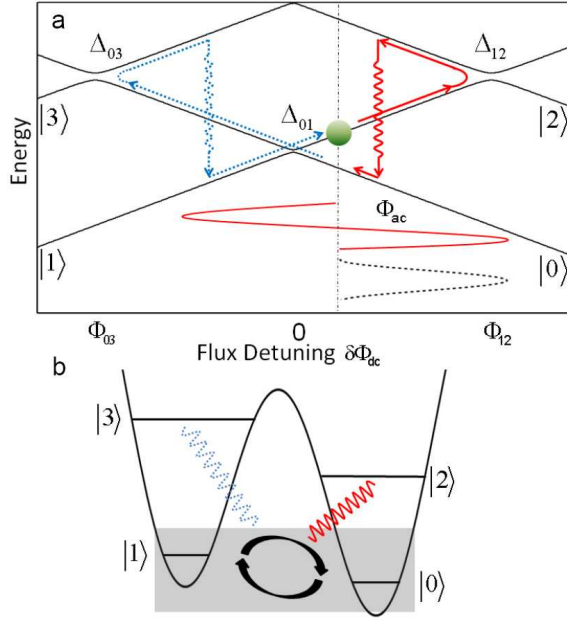 a
Δ₀₃
Δ₁₂
|3⟩
Δ₀₁
|2⟩
Energy
Φac
|1⟩
|0⟩
Φ₀₃
0
Φ₁₂
Flux Detuning δΦdc
b
|3⟩
|2⟩
|1⟩
|0⟩